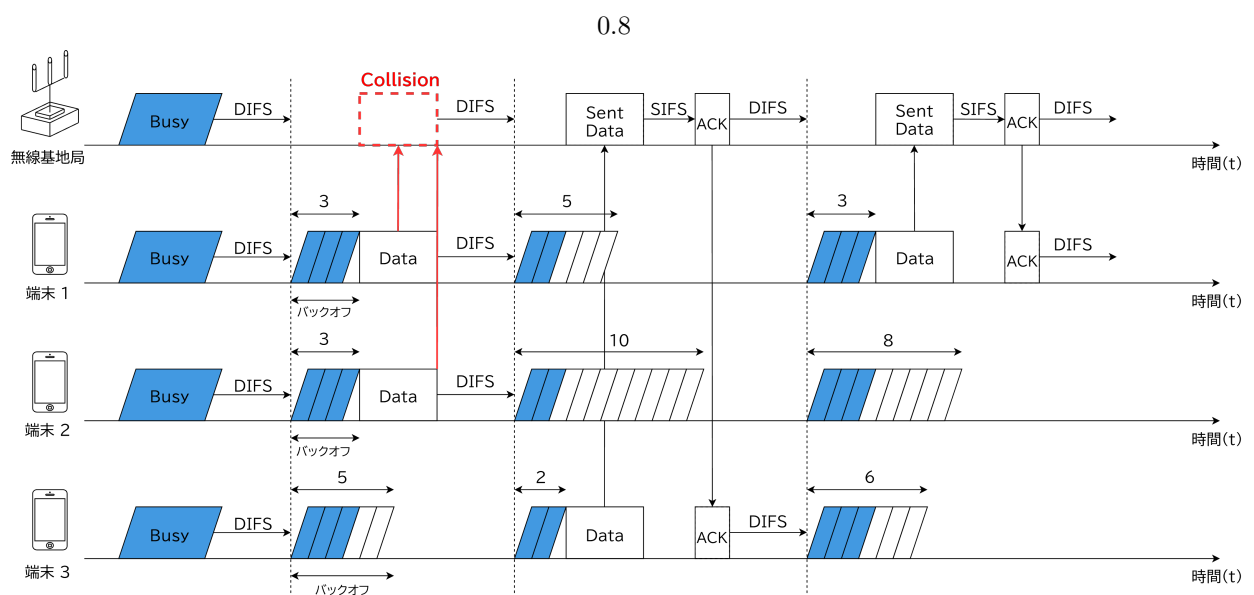 0.8
Collision
Busy
DIFS
DIFS
Sent
Data
SIFS
ACK
DIFS
Sent
Data
SIFS
ACK
DIFS
無線基地局
時間(t)
3
5
3
Busy
DIFS
Data
DIFS
Data
ACK
DIFS
端末 1
バックオフ
時間(t)
3
10
8
Busy
DIFS
Data
DIFS
端末 2
バックオフ
時間(t)
5
2
6
Busy
DIFS
Data
ACK
DIFS
端末 3
バックオフ
時間(t)